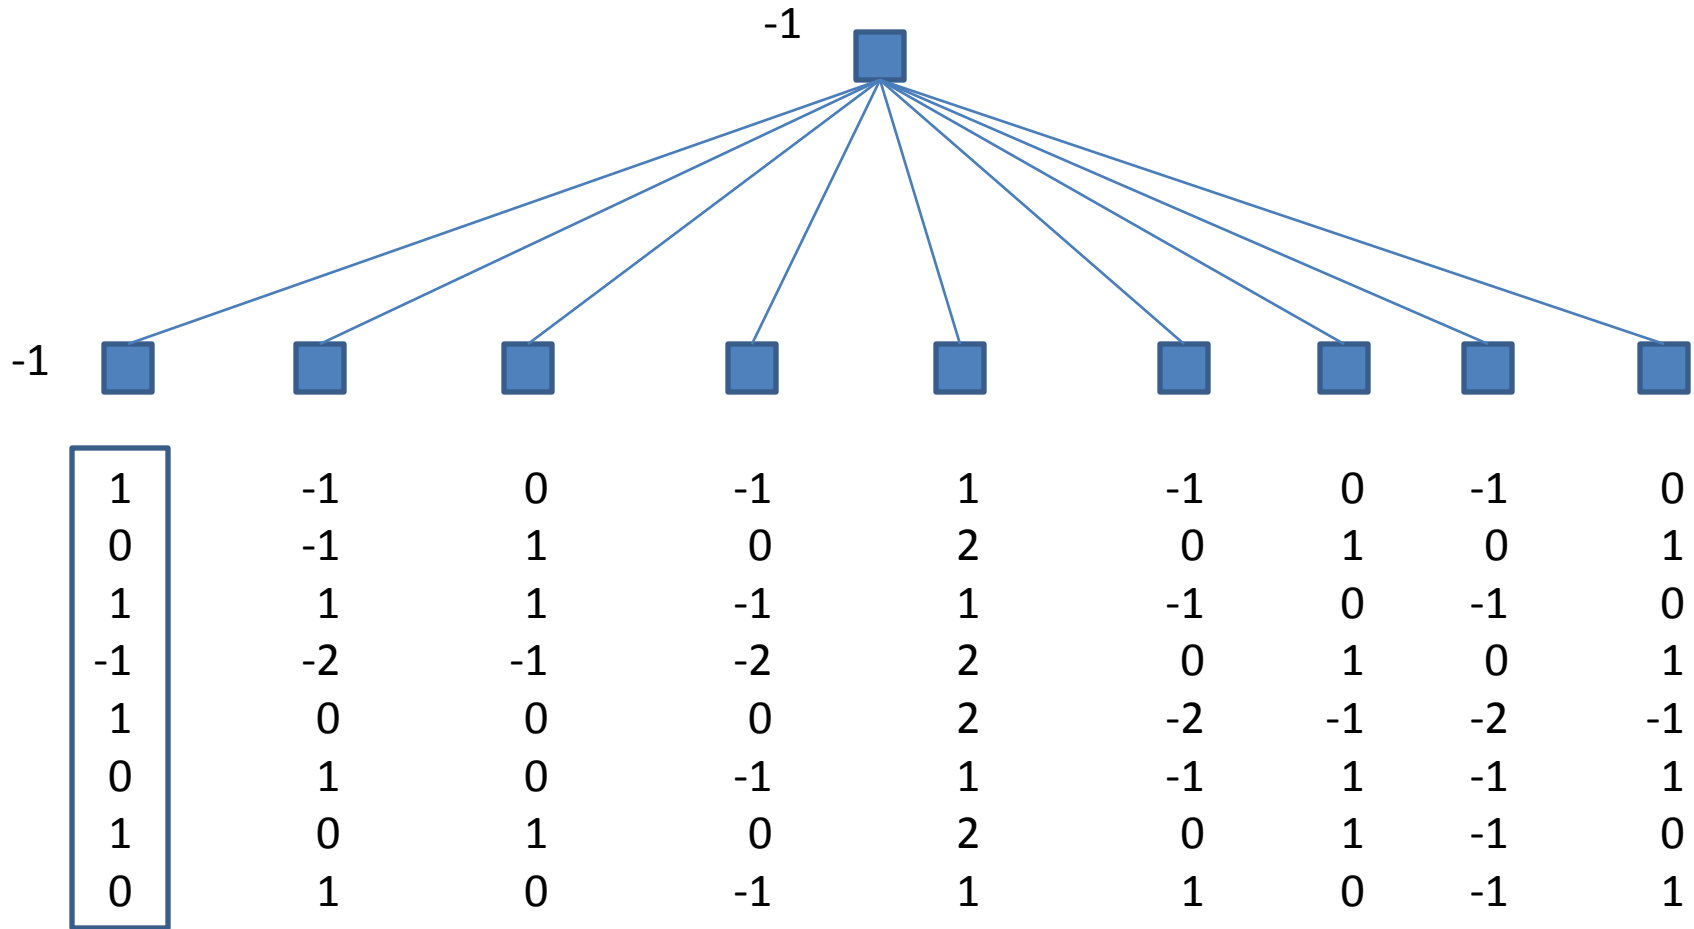 -1
-1
1 -1 0 -1 1 -1 0 -1 0
0 -1 1 0 2 0 1 0 1
1 1 1 -1 1 -1 0 -1 0
-1 -2 -1 -2 2 0 1 0 1
1 0 0 0 2 -2 -1 -2 -1
0 1 0 -1 1 -1 1 -1 1
1 0 1 0 2 0 1 -1 0
0 1 0 -1 1 1 0 -1 1